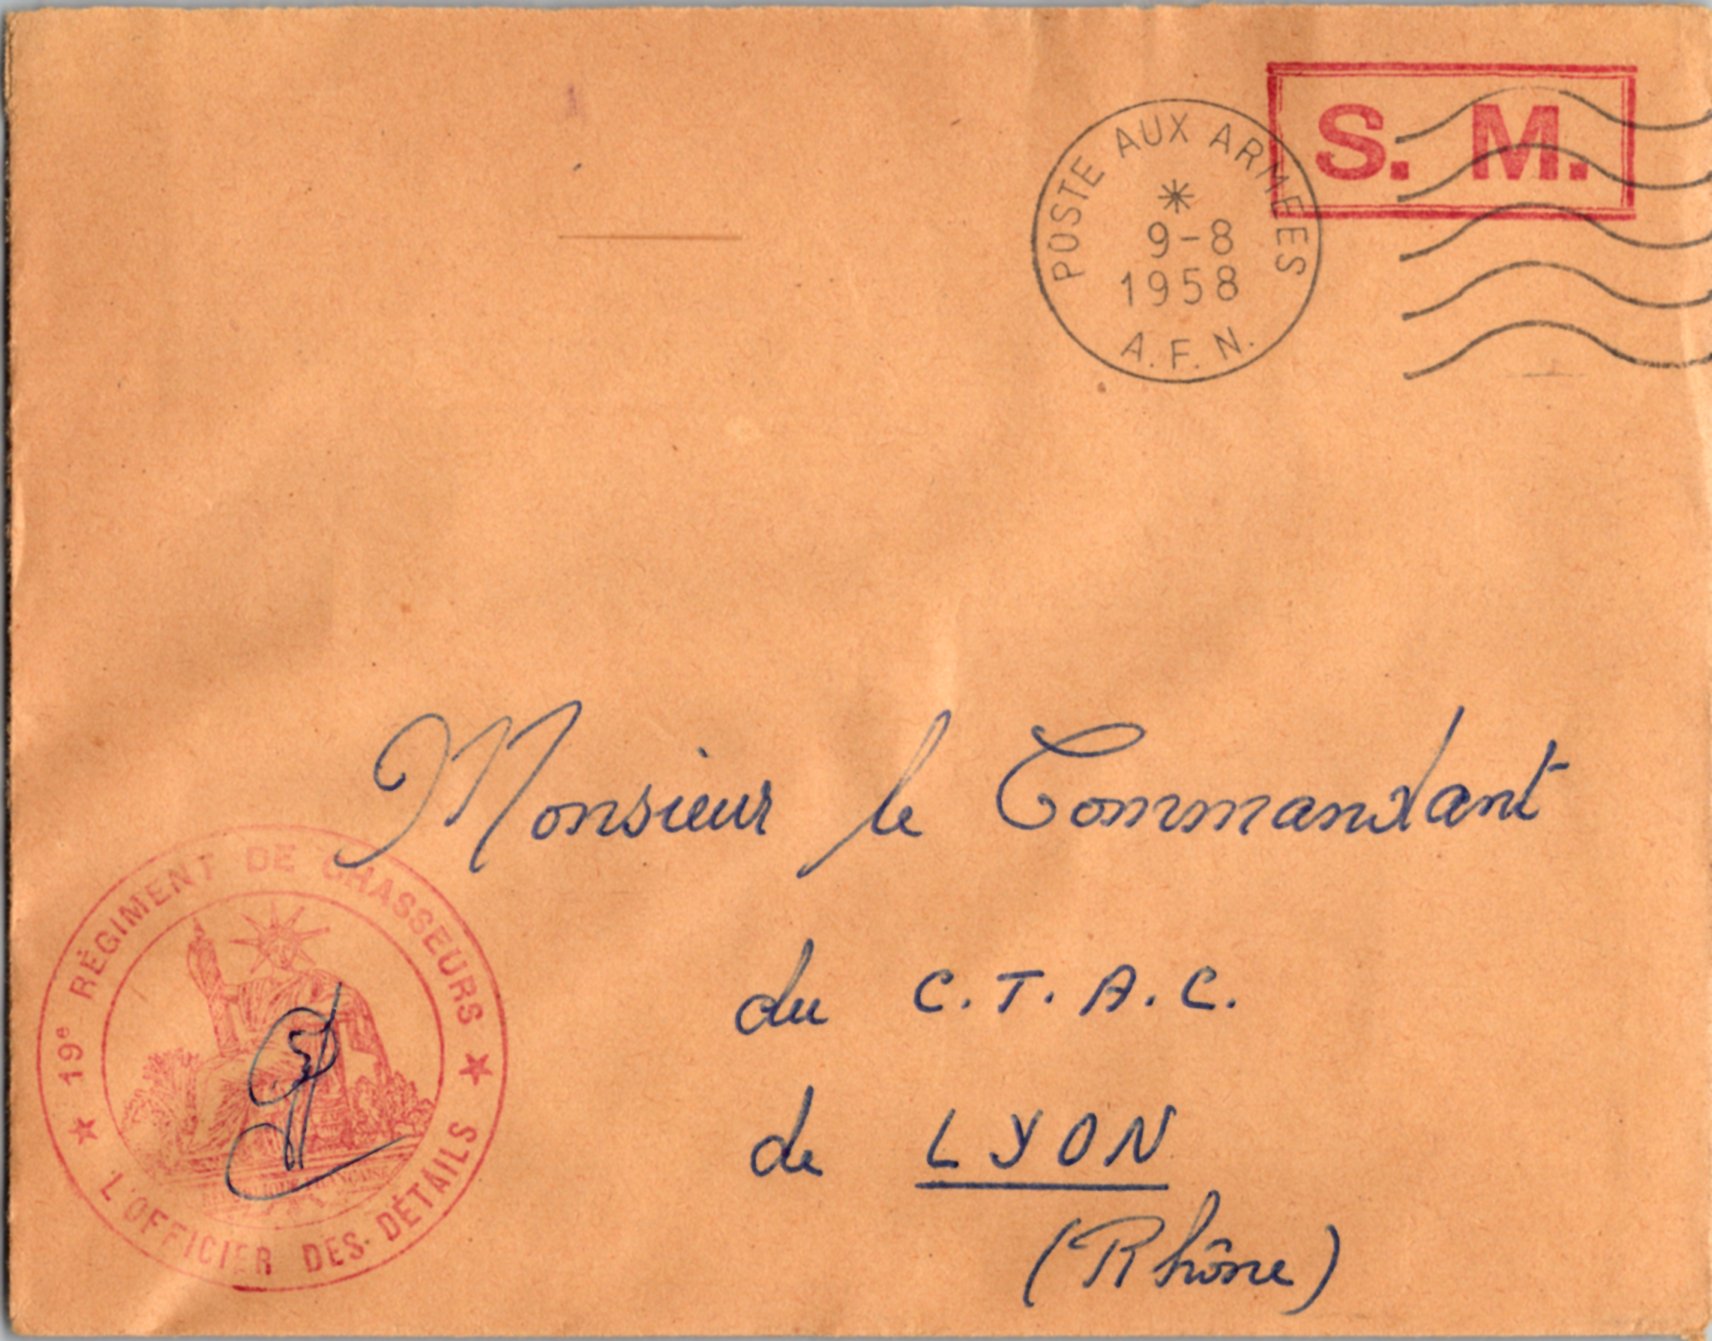 S. M.
POSTE AUX ARMEES
9-8
1958
A. F. N.
Monsieur le Commandant
du C. T. A. C.
de LYON
(Rhône)
19e RÉGIMENT DE CHASSEURS
L'OFFICIER DES-DÉTAILS